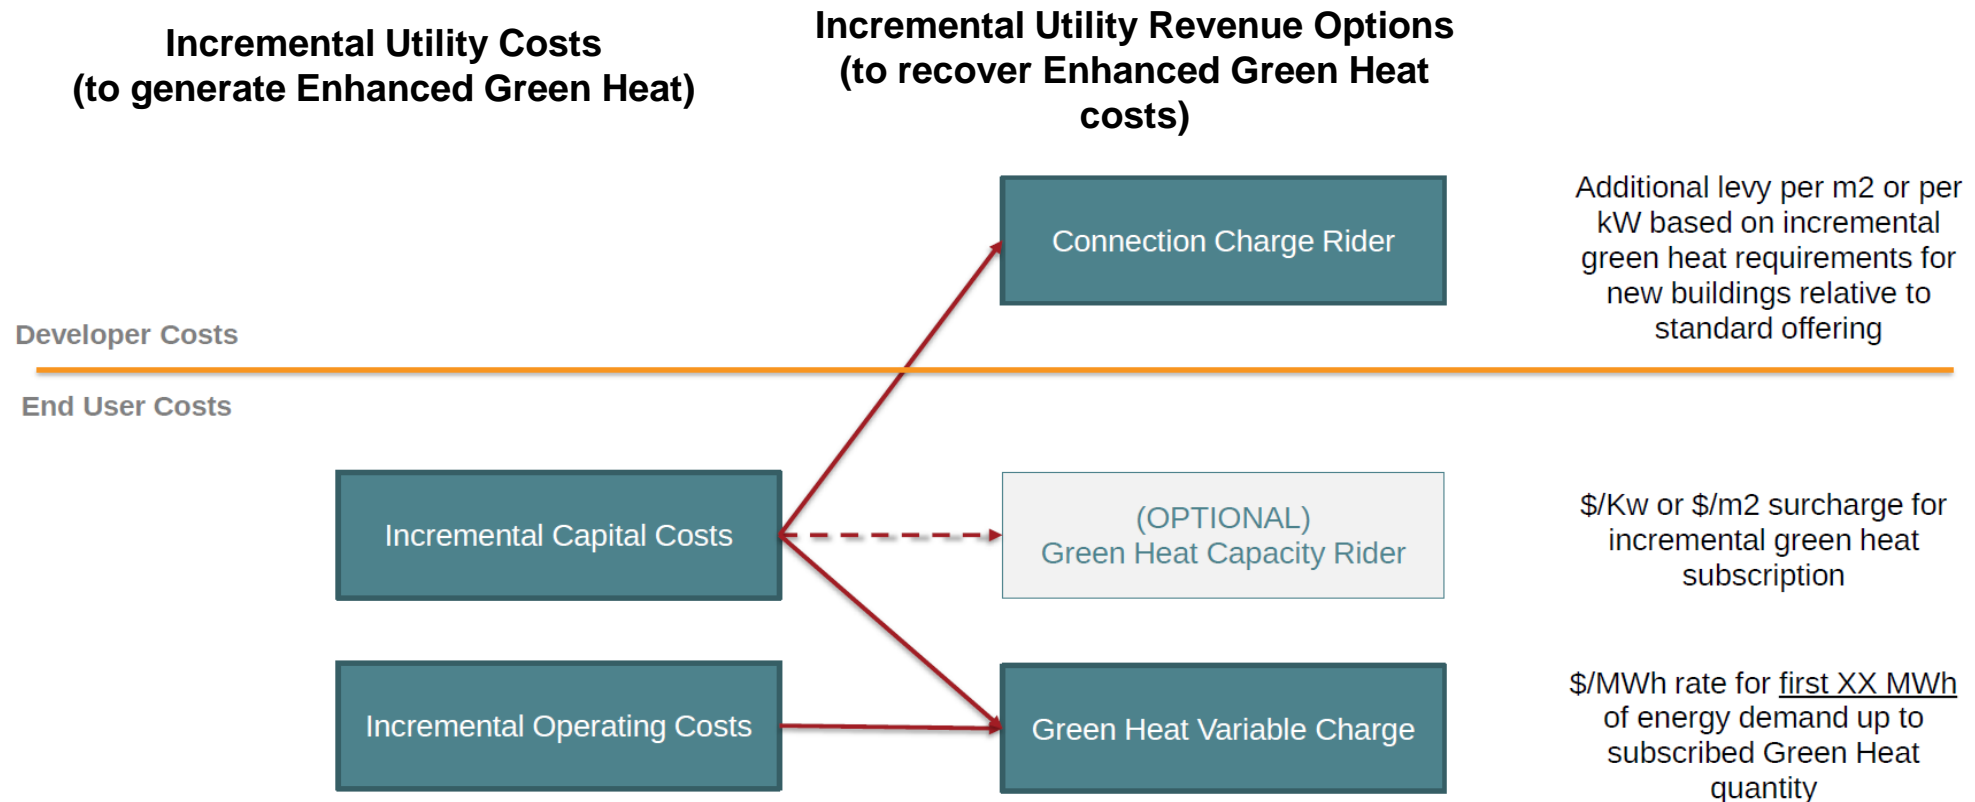 Incremental Utility Costs
(to generate Enhanced Green Heat)
Incremental Utility Revenue Options
(to recover Enhanced Green Heat
costs)
Connection Charge Rider
Additional levy per m2 or per
kW based on incremental
green heat requirements for
new buildings relative to
standard offering
Developer Costs
End User Costs
Incremental Capital Costs
(OPTIONAL)
Green Heat Capacity Rider
$/Kw or $/m2 surcharge for
incremental green heat
subscription
Incremental Operating Costs
Green Heat Variable Charge
$/MWh rate for first XX MWh
of energy demand up to
subscribed Green Heat
quantity